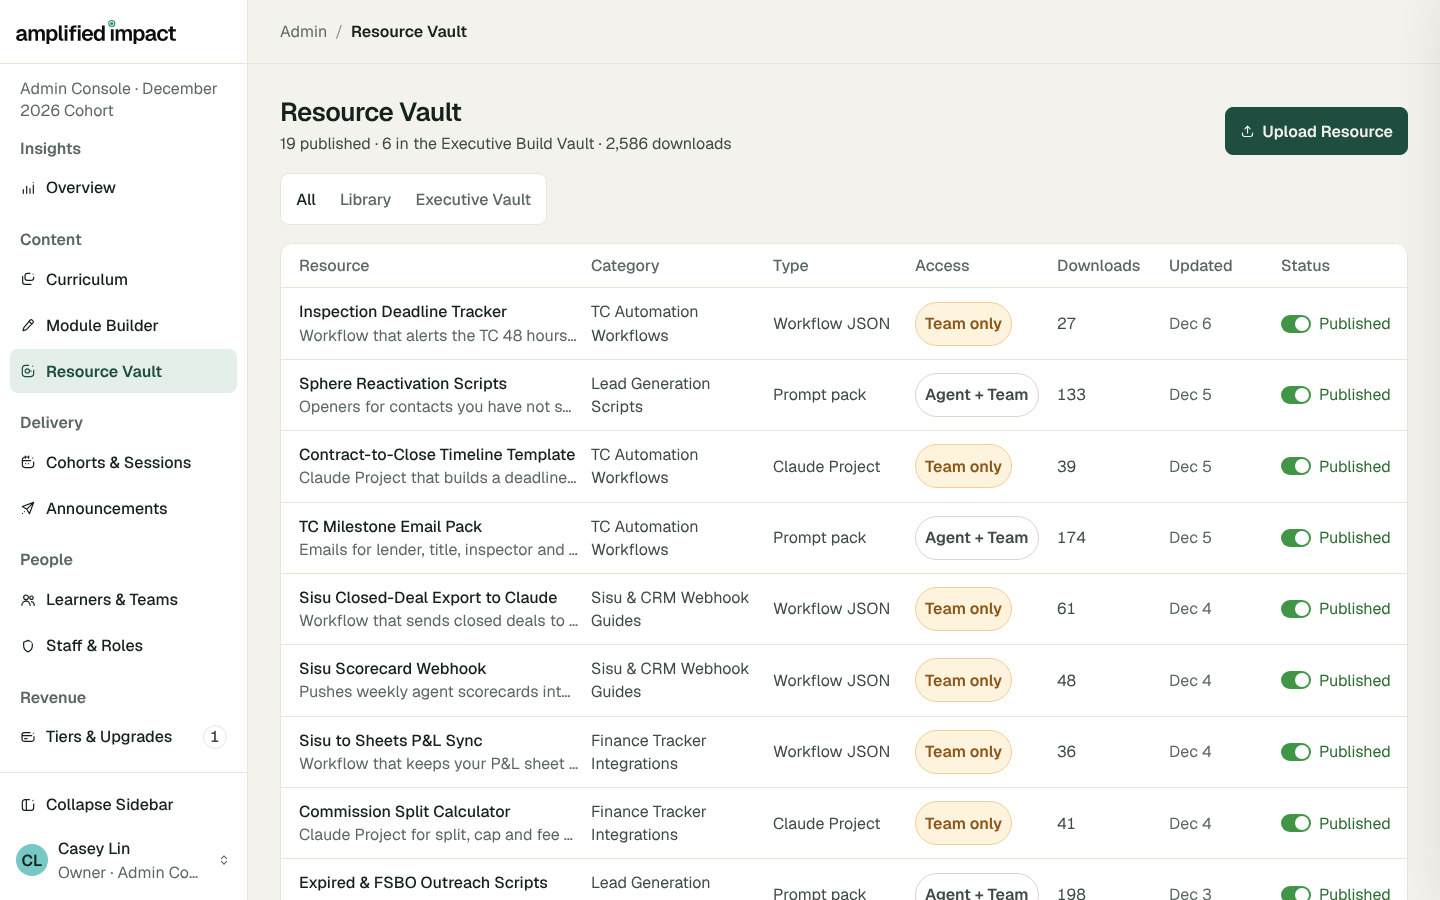 amplified impact
Admin / Resource Vault
Admin Console · December
2026 Cohort
Insights
Overview
Content
Curriculum
Module Builder
Resource Vault
Delivery
Cohorts & Sessions
Announcements
People
Learners & Teams
Staff & Roles
Revenue
Tiers & Upgrades 1
Collapse Sidebar
CL
Casey Lin
Owner · Admin Co...
Resource Vault
19 published · 6 in the Executive Build Vault · 2,586 downloads
Upload Resource
All Library Executive Vault
Resource Category Type Access Downloads Updated Status
Inspection Deadline Tracker
Workflow that alerts the TC 48 hours...
TC Automation
Workflows
Workflow JSON Team only 27 Dec 6 Published
Sphere Reactivation Scripts
Openers for contacts you have not s...
Lead Generation
Scripts
Prompt pack Agent + Team 133 Dec 5 Published
Contract-to-Close Timeline Template
Claude Project that builds a deadline...
TC Automation
Workflows
Claude Project Team only 39 Dec 5 Published
TC Milestone Email Pack
Emails for lender, title, inspector and ...
TC Automation
Workflows
Prompt pack Agent + Team 174 Dec 5 Published
Sisu Closed-Deal Export to Claude
Workflow that sends closed deals to ...
Sisu & CRM Webhook
Guides
Workflow JSON Team only 61 Dec 4 Published
Sisu Scorecard Webhook
Pushes weekly agent scorecards int...
Sisu & CRM Webhook
Guides
Workflow JSON Team only 48 Dec 4 Published
Sisu to Sheets P&L Sync
Workflow that keeps your P&L sheet ...
Finance Tracker
Integrations
Workflow JSON Team only 36 Dec 4 Published
Commission Split Calculator
Claude Project for split, cap and fee ...
Finance Tracker
Integrations
Claude Project Team only 41 Dec 4 Published
Expired & FSBO Outreach Scripts
Lead Generation
Prompt pack Agent + Team 198 Dec 3 Published